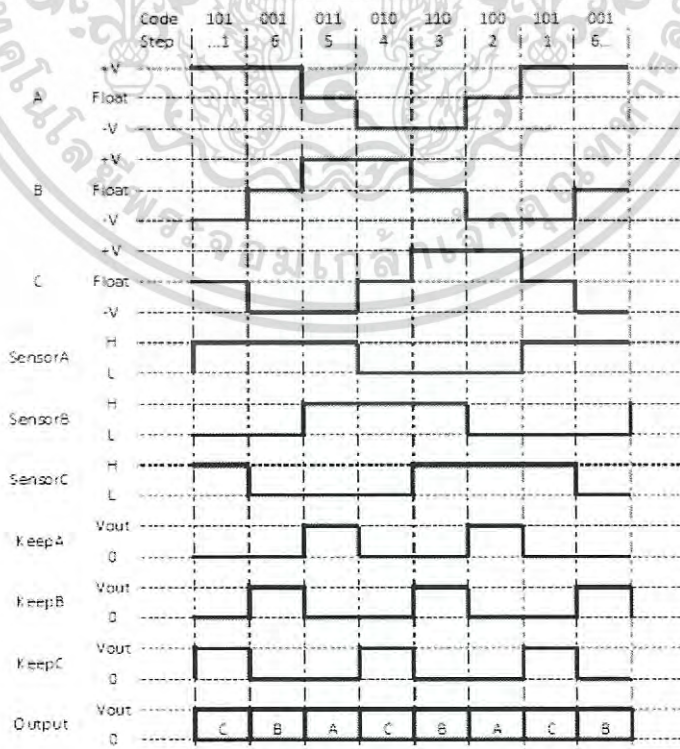 Code 101 001 011 010 110 100 101 001
Step ...1 6 5 4 3 2 1 6...
A
+V
Float
-V
B
+V
Float
-V
C
+V
Float
-V
SensorA
H
L
SensorB
H
L
SensorC
H
L
KeepA
Vout
0
KeepB
Vout
0
KeepC
Vout
0
Output
Vout
C B A C B A C B
0